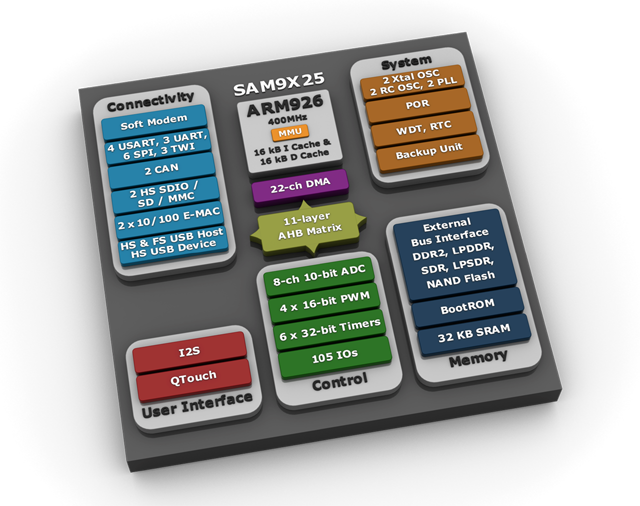 Connectivity
Soft Modem
4 USART, 3 UART,
6 SPI, 3 TWI
2 CAN
2 HS SDIO /
SD / MMC
2 x 10/100 E-MAC
HS & FS USB Host
HS USB Device
SAM9X25
ARM926
400MHz
MMU
16 kB I Cache &
16 kB D Cache
22-ch DMA
11-layer
AHB Matrix
System
2 Xtal OSC
2 RC OSC, 2 PLL
POR
WDT, RTC
Backup Unit
External
Bus Interface
DDR2, LPDDR,
SDR, LPSDR,
NAND Flash
BootROM
32 KB SRAM
Memory
8-ch 10-bit ADC
4 x 16-bit PWM
6 x 32-bit Timers
105 IOs
Control
I2S
QTouch
User Interface